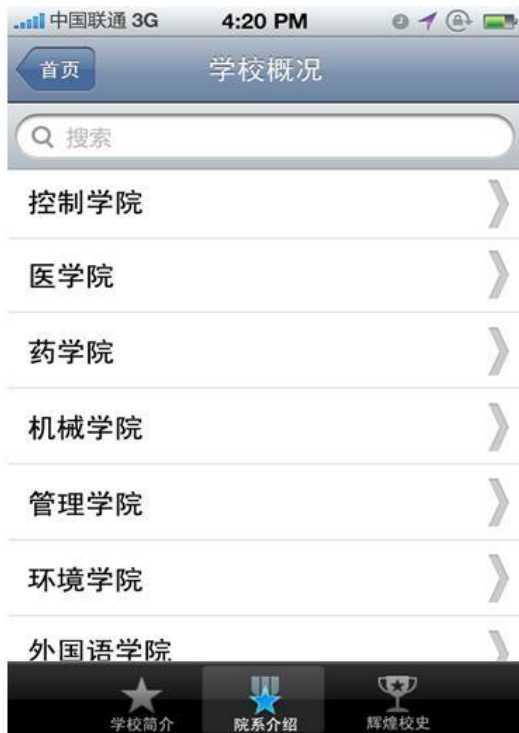 中国联通 3G 4:20 PM
首页 学校概况
搜索
控制学院
医学院
药学院
机械学院
管理学院
环境学院
外国语学院
学校简介 院系介绍 辉煌校史